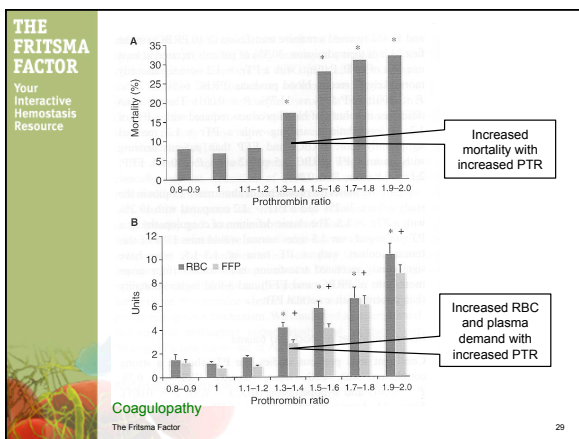 THE
FRITSMA
FACTOR
Your
Interactive
Hemostasis
Resource
A
Mortality (%)
35
30
25
20
15
10
5
0
* * * *
0.8–0.9 1 1.1–1.2 1.3–1.4 1.5–1.6 1.7–1.8 1.9–2.0
Prothrombin ratio
Increased
mortality with
increased PTR
B
Units
12
10
8
6
4
2
0
RBC FFP
* + * + * + * +
0.8–0.9 1 1.1–1.2 1.3–1.4 1.5–1.6 1.7–1.8 1.9–2.0
Prothrombin ratio
Increased RBC
and plasma
demand with
increased PTR
Coagulopathy
The Fritsma Factor
29